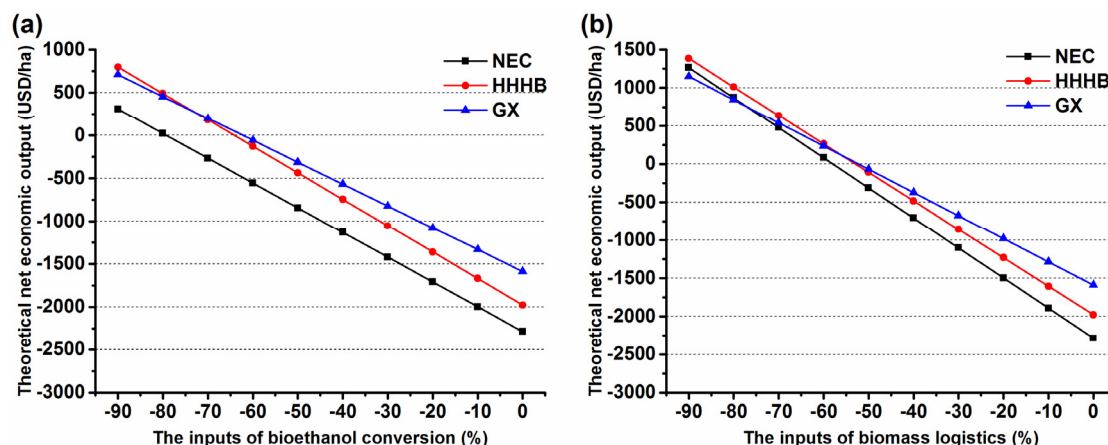 (a)
Theoretical net economic output (USD/ha)
1000
500
0
-500
-1000
-1500
-2000
-2500
-3000
NEC
HHHB
GX
-90 -80 -70 -60 -50 -40 -30 -20 -10 0
The inputs of bioethanol conversion (%)
(b)
Theoretical net economic output (USD/ha)
1500
1000
500
0
-500
-1000
-1500
-2000
-2500
-3000
NEC
HHHB
GX
-90 -80 -70 -60 -50 -40 -30 -20 -10 0
The inputs of biomass logistics (%)